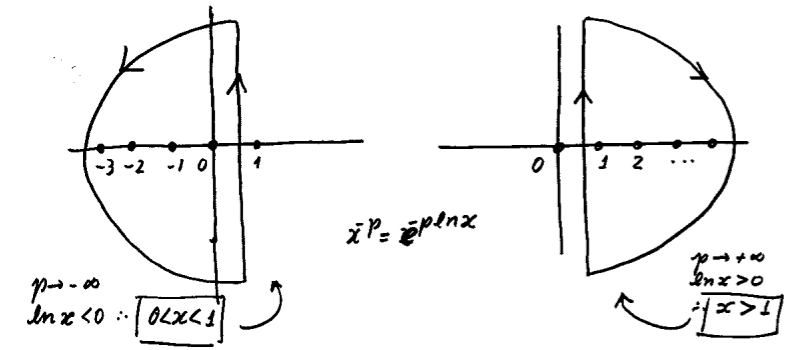 -3 -2 -1 0 1
0 1 2 ...
x^{-p} = e^{-p ln x}
p → -∞
ln x < 0 ∴ 0<x<1
p → +∞
ln x > 0
∴ x > 1